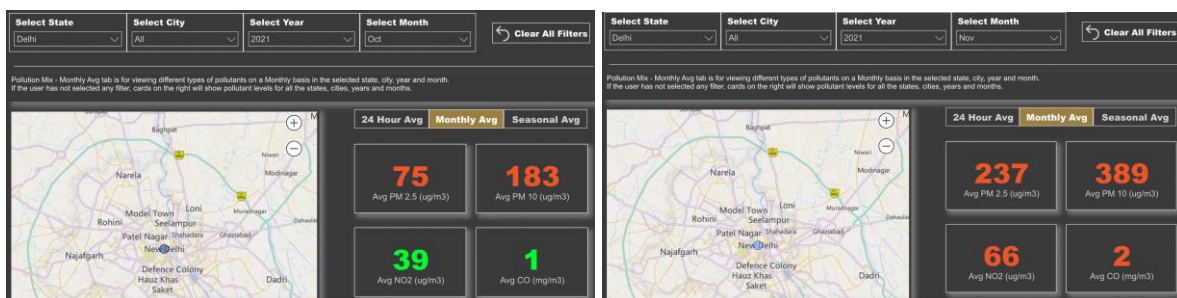 Select State
Select City
Select Year
Select Month
Delhi
All
2021
Oct
Clear All Filters
Pollution Mix - Monthly Avg tab is for viewing different types of pollutants on a Monthly basis in the selected state, city, year and month.
If the user has not selected any filter, cards on the right will show pollutant levels for all the states, cities, years and months.
24 Hour Avg
Monthly Avg
Seasonal Avg
75
Avg PM 2.5 (ug/m3)
183
Avg PM 10 (ug/m3)
39
Avg NO2 (ug/m3)
1
Avg CO (mg/m3)
Baghpat
M
Niwari
Narela
Modinagar
Loni
Model Town
Muradnagar
Rohini
Seelampur
Patel Nagar
Shahadara
Ghaziabad
New Delhi
Najafgarh
Defence Colony
Hauz Khas
Dadri
Saket
Select State
Select City
Select Year
Select Month
Delhi
All
2021
Nov
Clear All Filters
Pollution Mix - Monthly Avg tab is for viewing different types of pollutants on a Monthly basis in the selected state, city, year and month.
If the user has not selected any filter, cards on the right will show pollutant levels for all the states, cities, years and months.
24 Hour Avg
Monthly Avg
Seasonal Avg
237
Avg PM 2.5 (ug/m3)
389
Avg PM 10 (ug/m3)
66
Avg NO2 (ug/m3)
2
Avg CO (mg/m3)
Baghpat
M
Niwari
Narela
Modinagar
Loni
Model Town
Muradnagar
Rohini
Seelampur
Patel Nagar
Shahadara
Ghaziabad
New Delhi
Najafgarh
Defence Colony
Hauz Khas
Dadri
Saket